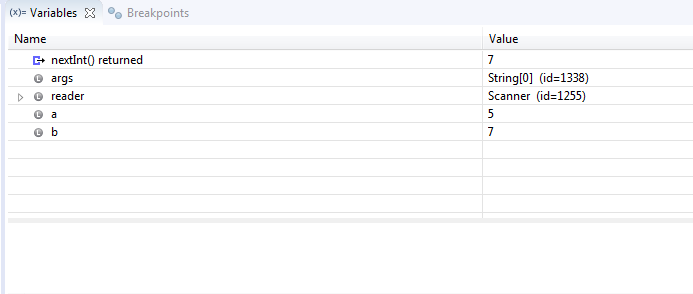 (x)= Variables Breakpoints
Name Value
nextInt() returned 7
args String[0] (id=1338)
reader Scanner (id=1255)
a 5
b 7